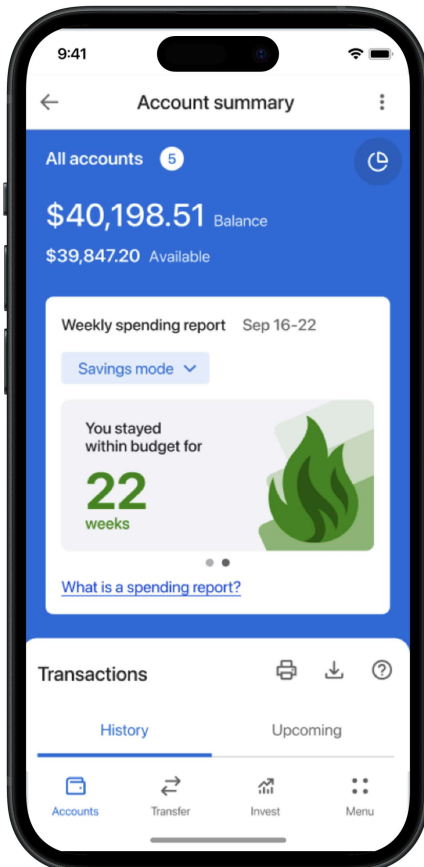 9:41
Account summary
All accounts 5
$40,198.51 Balance
$39,847.20 Available
Weekly spending report Sep 16-22
Savings mode
You stayed
within budget for
22
weeks
What is a spending report?
Transactions
History Upcoming
Accounts Transfer Invest Menu